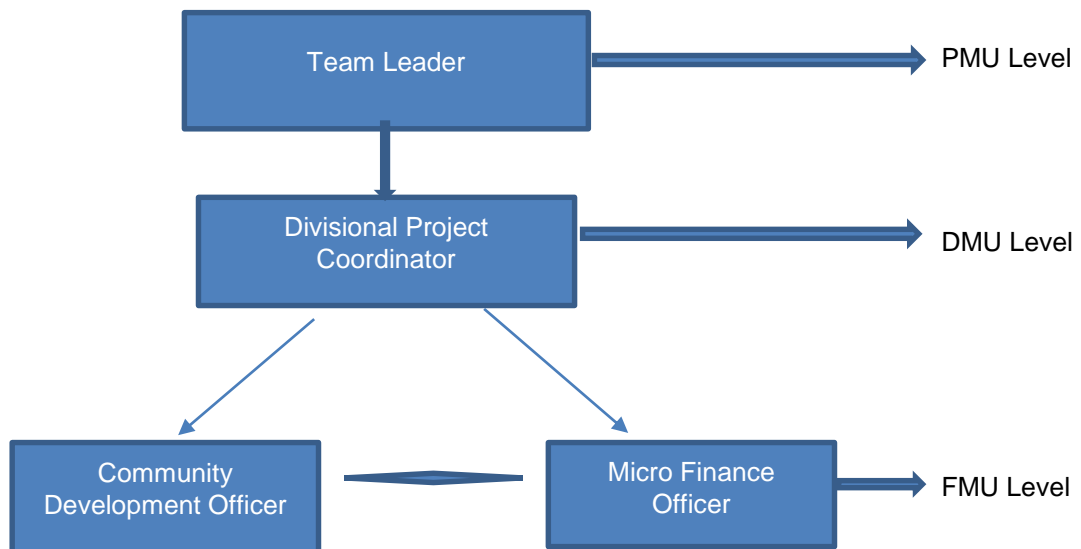 Team Leader
PMU Level
Divisional Project
Coordinator
DMU Level
Community
Development Officer
Micro Finance
Officer
FMU Level